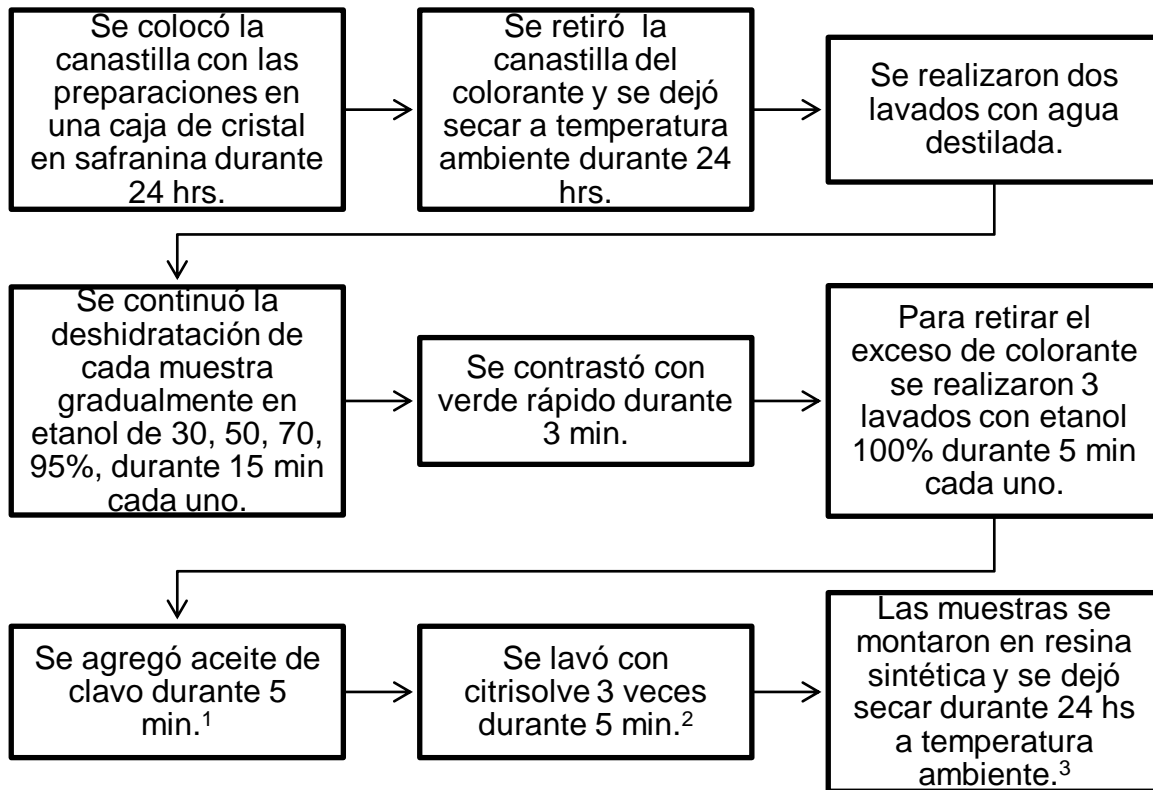 Se colocó la
canastilla con las
preparaciones en
una caja de cristal
en safranina durante
24 hrs.
Se retiró la
canastilla del
colorante y se dejó
secar a temperatura
ambiente durante 24
hrs.
Se realizaron dos
lavados con agua
destilada.
Se continuó la
deshidratación de
cada muestra
gradualmente en
etanol de 30, 50, 70,
95%, durante 15 min
cada uno.
Se contrastó con
verde rápido durante
3 min.
Para retirar el
exceso de colorante
se realizaron 3
lavados con etanol
100% durante 5 min
cada uno.
Se agregó aceite de
clavo durante 5
min.¹
Se lavó con
citrisolve 3 veces
durante 5 min.²
Las muestras se
montaron en resina
sintética y se dejó
secar durante 24 hs
a temperatura
ambiente.³